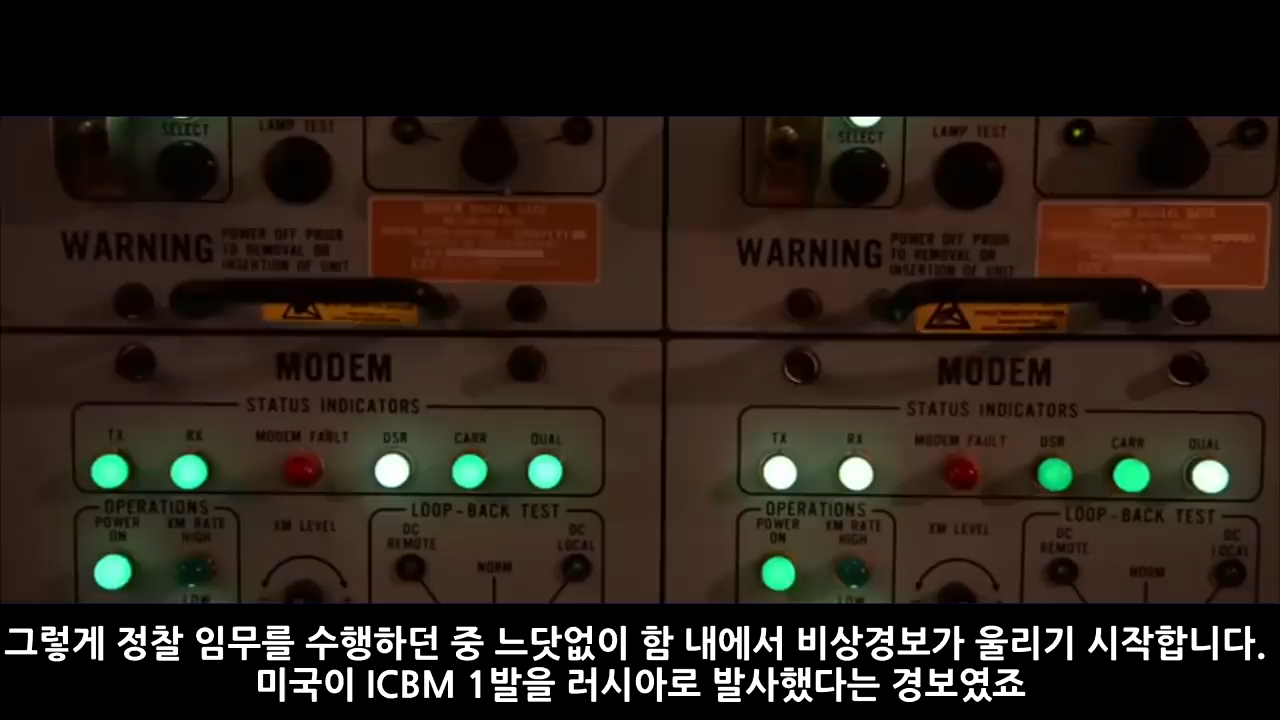 SELECT
LAMP TEST
SELECT
LAMP TEST
WARNING
POWER OFF PRIOR
TO REMOVAL OR
INSERTION OF UNIT
WARNING
POWER OFF PRIOR
TO REMOVAL OR
INSERTION OF UNIT
MODEM
STATUS INDICATORS
TX RX MODEM FAULT DSR CARR QUAL
OPERATIONS
POWER ON
XM RATE
HIGH
LOW
XM LEVEL
LOOP-BACK TEST
DC REMOTE
NORM
DC LOCAL
MODEM
STATUS INDICATORS
TX RX MODEM FAULT DSR CARR QUAL
OPERATIONS
POWER ON
XM RATE
HIGH
LOW
XM LEVEL
LOOP-BACK TEST
DC REMOTE
NORM
DC LOCAL
그렇게 정찰 임무를 수행하던 중 느닷없이 함 내에서 비상경보가 울리기 시작합니다.
미국이 ICBM 1발을 러시아로 발사했다는 경보였죠